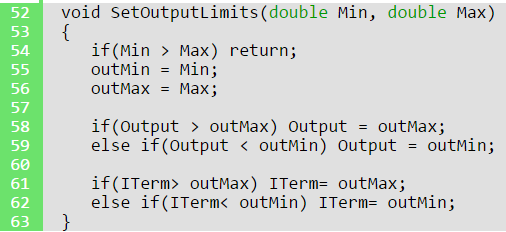 52 void SetOutputLimits(double Min, double Max)
53 {
54 if(Min > Max) return;
55 outMin = Min;
56 outMax = Max;
57
58 if(Output > outMax) Output = outMax;
59 else if(Output < outMin) Output = outMin;
60
61 if(ITerm> outMax) ITerm= outMax;
62 else if(ITerm< outMin) ITerm= outMin;
63 }